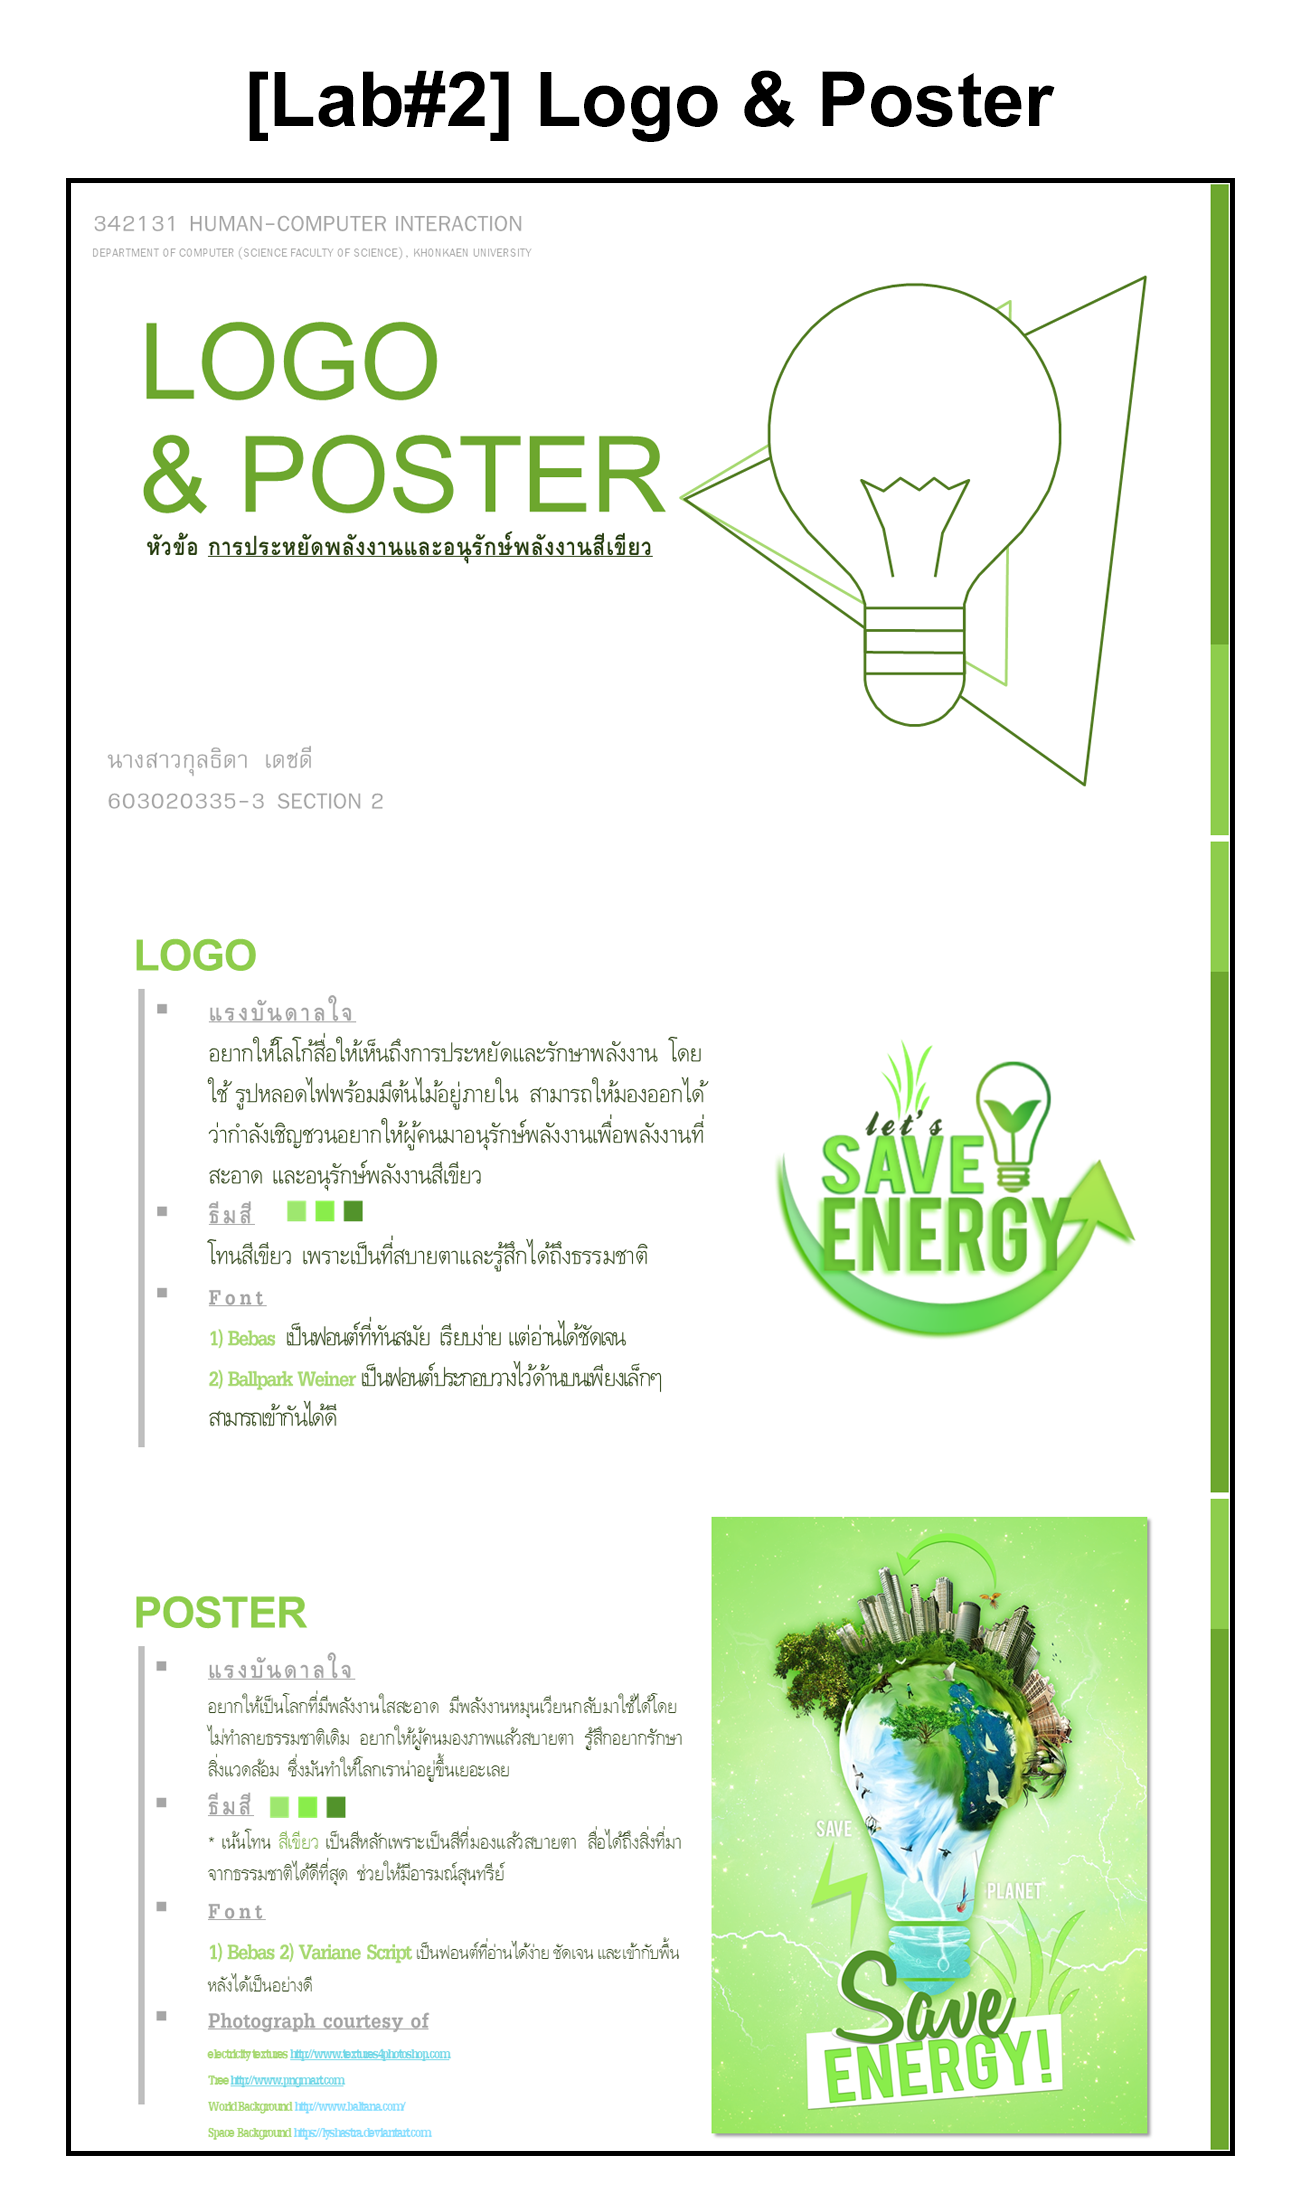 [Lab#2] Logo & Poster
342131 HUMAN-COMPUTER INTERACTION
DEPARTMENT OF COMPUTER (SCIENCE FACULTY OF SCIENCE), KHONKAEN UNIVERSITY
LOGO
& POSTER
หัวข้อ การประหยัดพลังงานและอนุรักษ์พลังงานสีเขียว
นางสาวกุลธิดา เดชดี
603020335-3 SECTION 2
LOGO
แรงบันดาลใจ
อยากให้โลโก้สื่อให้เห็นถึงการประหยัดและรักษาพลังงาน โดย
ใช้ รูปหลอดไฟพร้อมมีต้นไม้อยู่ภายใน สามารถให้มองออกได้
ว่ากำลังเชิญชวนอยากให้ผู้คนมาอนุรักษ์พลังงานเพื่อพลังงานที่
สะอาด และอนุรักษ์พลังงานสีเขียว
ธีมสี
โทนสีเขียว เพราะเป็นที่สบายตาและรู้สึกได้ถึงธรรมชาติ
Font
1) Bebas เป็นฟอนต์ที่ทันสมัย เรียบง่าย แต่อ่านได้ชัดเจน
2) Ballpark Weiner เป็นฟอนต์ประกอบวางไว้ด้านบนเพียงเล็กๆ
สามารถเข้ากันได้ดี
let's
SAVE
ENERGY
POSTER
แรงบันดาลใจ
อยากให้เป็นโลกที่มีพลังงานใสสะอาด มีพลังงานหมุนเวียนกลับมาใช้ได้โดย
ไม่ทำลายธรรมชาติเดิม อยากให้ผู้คนมองภาพแล้วสบายตา รู้สึกอยากรักษา
สิ่งแวดล้อม ซึ่งมันทำให้โลกเราน่าอยู่ขึ้นเยอะเลย
ธีมสี
* เน้นโทน สีเขียว เป็นสีหลักเพราะเป็นสีที่มองแล้วสบายตา สื่อได้ถึงสิ่งที่มา
จากธรรมชาติได้ดีที่สุด ช่วยให้มีอารมณ์สุนทรีย์
Font
1) Bebas 2) Variane Script เป็นฟอนต์ที่อ่านได้ง่าย ชัดเจน และเข้ากับพื้น
หลังได้เป็นอย่างดี
Photograph courtesy of
electricity textures http://www.textures4photoshop.com
Tree http://www.pngmart.com
World Background http://www.baltana.com/
Space Background https://lyshastra.deviantart.com
SAVE
PLANET
Save
ENERGY!